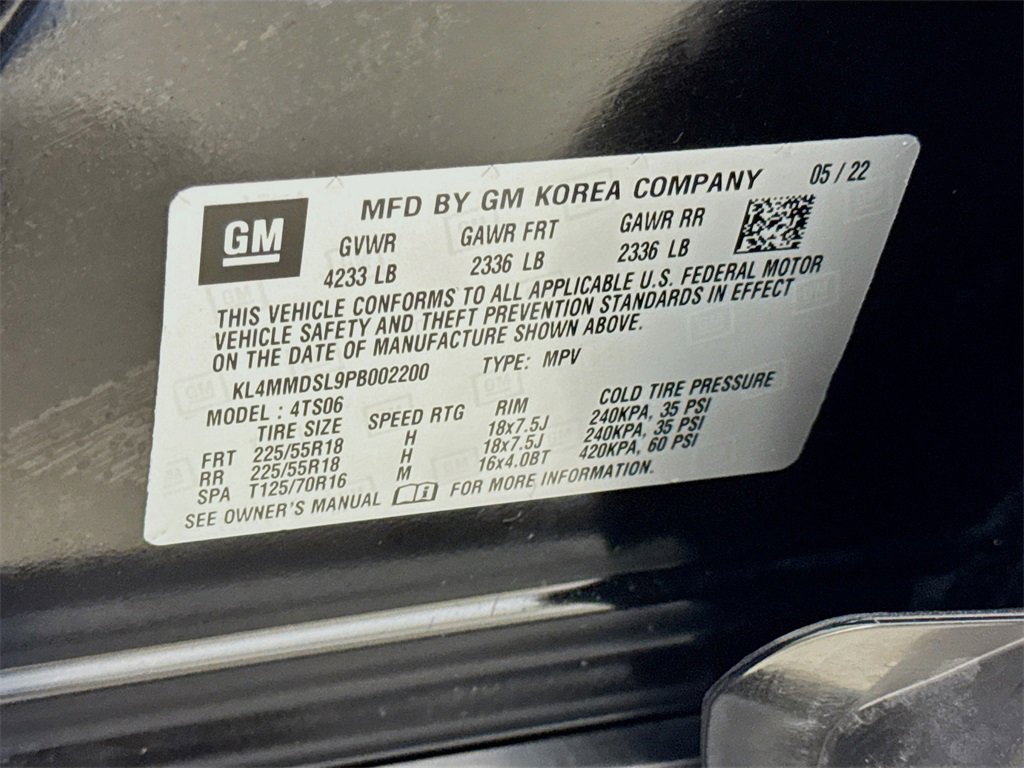 GM
MFD BY GM KOREA COMPANY 05/22
GVWR GAWR FRT GAWR RR
4233 LB 2336 LB 2336 LB
THIS VEHICLE CONFORMS TO ALL APPLICABLE U.S. FEDERAL MOTOR
VEHICLE SAFETY AND THEFT PREVENTION STANDARDS IN EFFECT
ON THE DATE OF MANUFACTURE SHOWN ABOVE.
KL4MMDSL9PB002200 TYPE: MPV
MODEL : 4TS06
TIRE SIZE SPEED RTG RIM COLD TIRE PRESSURE
FRT 225/55R18 H 18x7.5J 240KPA, 35 PSI
RR 225/55R18 H 18x7.5J 240KPA, 35 PSI
SPA T125/70R16 M 16x4.0BT 420KPA, 60 PSI
SEE OWNER'S MANUAL FOR MORE INFORMATION.